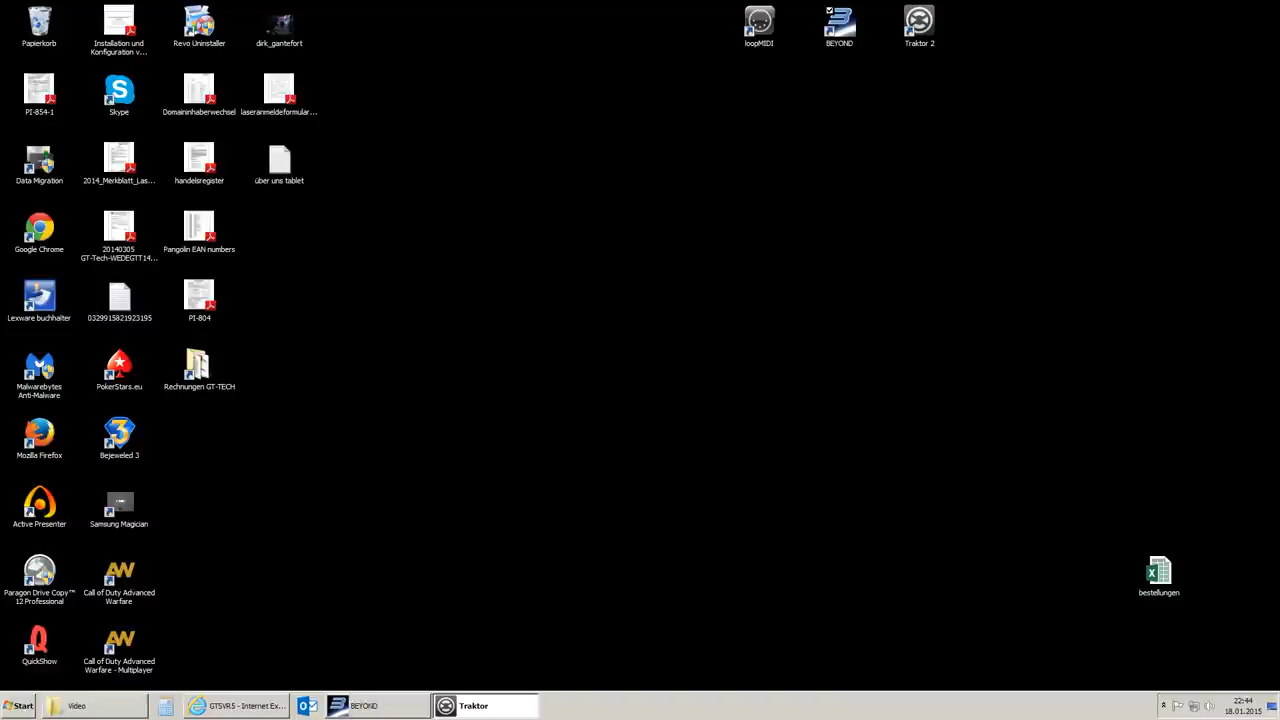 Papierkorb
Installation und
Konfiguration v...
Revo Uninstaller
dirk_gantefort
loopMIDI
BEYOND
Traktor 2
PI-854-1
Skype
Domaininhaberwechsel
laseranmeldeformular...
Data Migration
2014_Merkblatt_Las...
handelsregister
über uns tablet
Google Chrome
20140305
GT-Tech-WEDEGTT14...
Pangolin EAN numbers
Lexware buchhalter
0329915821923195
PI-804
Malwarebytes
Anti-Malware
PokerStars.eu
Rechnungen GT-TECH
Mozilla Firefox
Bejeweled 3
Active Presenter
Samsung Magician
Paragon Drive Copy™
12 Professional
Call of Duty Advanced
Warfare
bestellungen
QuickShow
Call of Duty Advanced
Warfare - Multiplayer
Start
Video
GTSVR5 - Internet Ex...
BEYOND
Traktor
22:44
18.01.2015